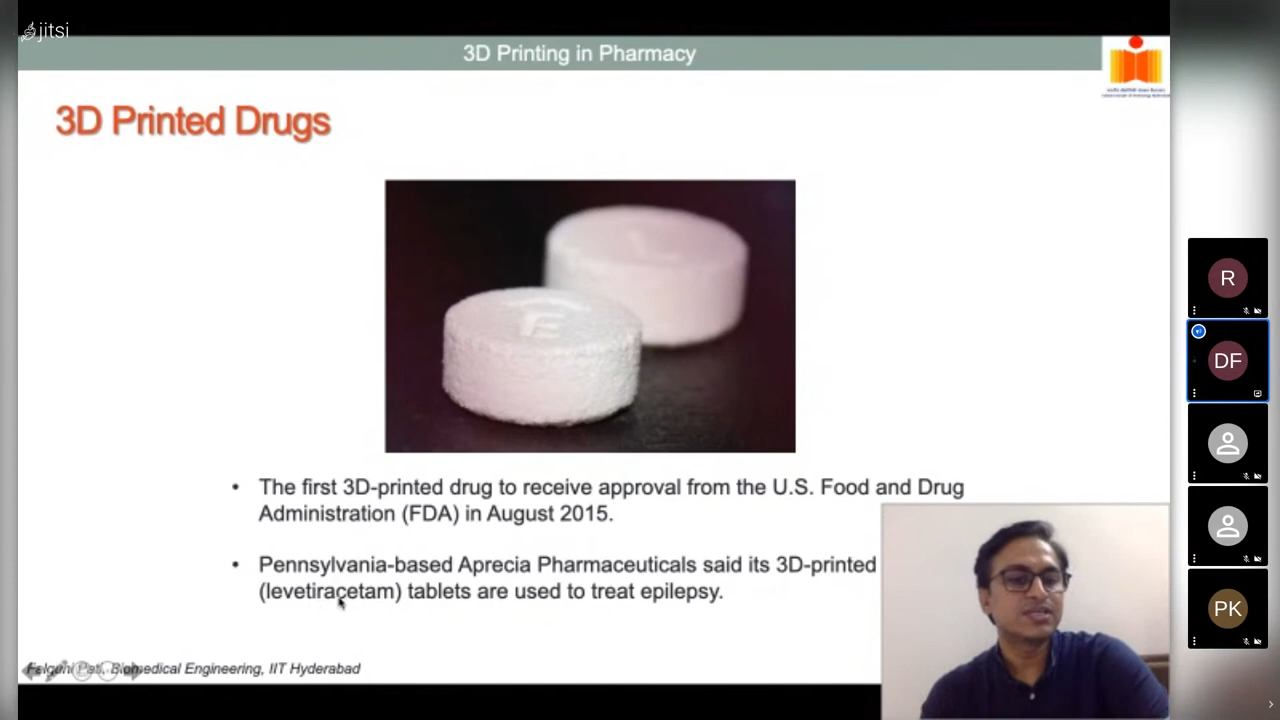 jitsi
3D Printing in Pharmacy
3D Printed Drugs
E
R
DF
• The first 3D-printed drug to receive approval from the U.S. Food and Drug
Administration (FDA) in August 2015.
• Pennsylvania-based Aprecia Pharmaceuticals said its 3D-printed
(levetiracetam) tablets are used to treat epilepsy.
PK
Falguni Pati, Biomedical Engineering, IIT Hyderabad